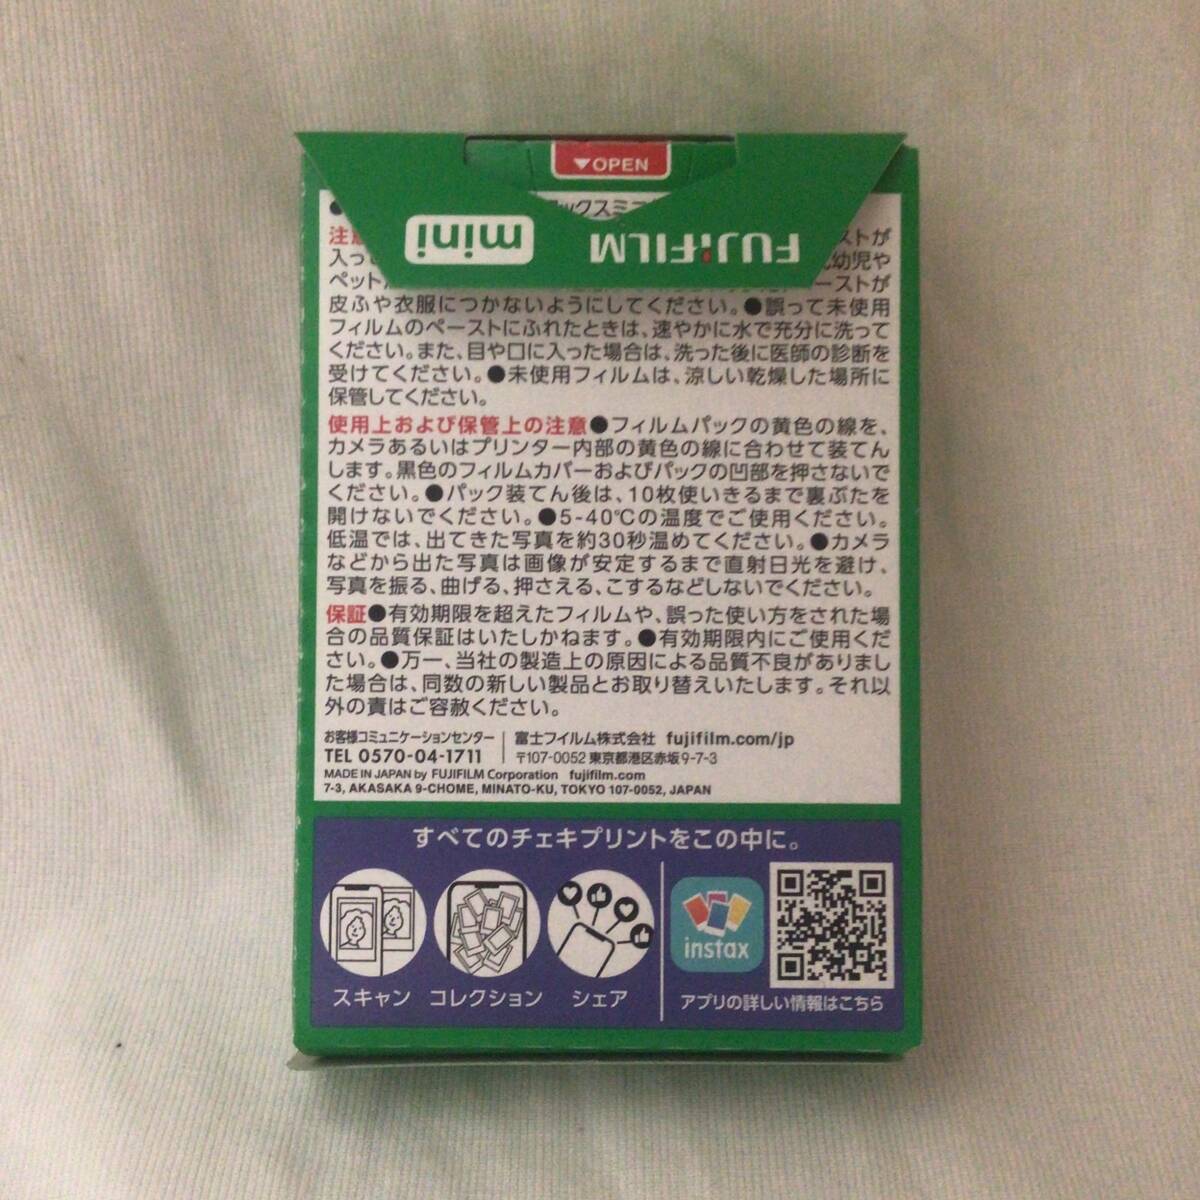 ▼OPEN
ックスミニ
FUJIFILM mini
注意
ストが
入っ
幼児や
ペット
ーストが
皮ふや衣服につかないようにしてください。●誤って未使用
フィルムのペーストにふれたときは、速やかに水で充分に洗って
ください。また、目や口に入った場合は、洗った後に医師の診断を
受けてください。●未使用フィルムは、涼しい乾燥した場所に
保管してください。
使用上および保管上の注意●フィルムパックの黄色の線を、
カメラあるいはプリンター内部の黄色の線に合わせて装てん
します。黒色のフィルムカバーおよびパックの凹部を押さないで
ください。●パック装てん後は、10枚使いきるまで裏ぶたを
開けないでください。●5-40℃の温度でご使用ください。
低温では、出てきた写真を約30秒温めてください。●カメラ
などから出た写真は画像が安定するまで直射日光を避け、
写真を振る、曲げる、押さえる、こするなどしないでください。
保証●有効期限を超えたフィルムや、誤った使い方をされた場
合の品質保証はいたしかねます。●有効期限内にご使用くだ
さい。●万一、当社の製造上の原因による品質不良がありまし
た場合は、同数の新しい製品とお取り替えいたします。それ以
外の責はご容赦ください。
お客様コミュニケーションセンター
TEL 0570-04-1711
富士フイルム株式会社 fujifilm.com/jp
〒107-0052 東京都港区赤坂9-7-3
MADE IN JAPAN by FUJIFILM Corporation fujifilm.com
7-3, AKASAKA 9-CHOME, MINATO-KU, TOKYO 107-0052, JAPAN
すべてのチェキプリントをこの中に。
スキャン コレクション シェア
instax
アプリの詳しい情報はこちら